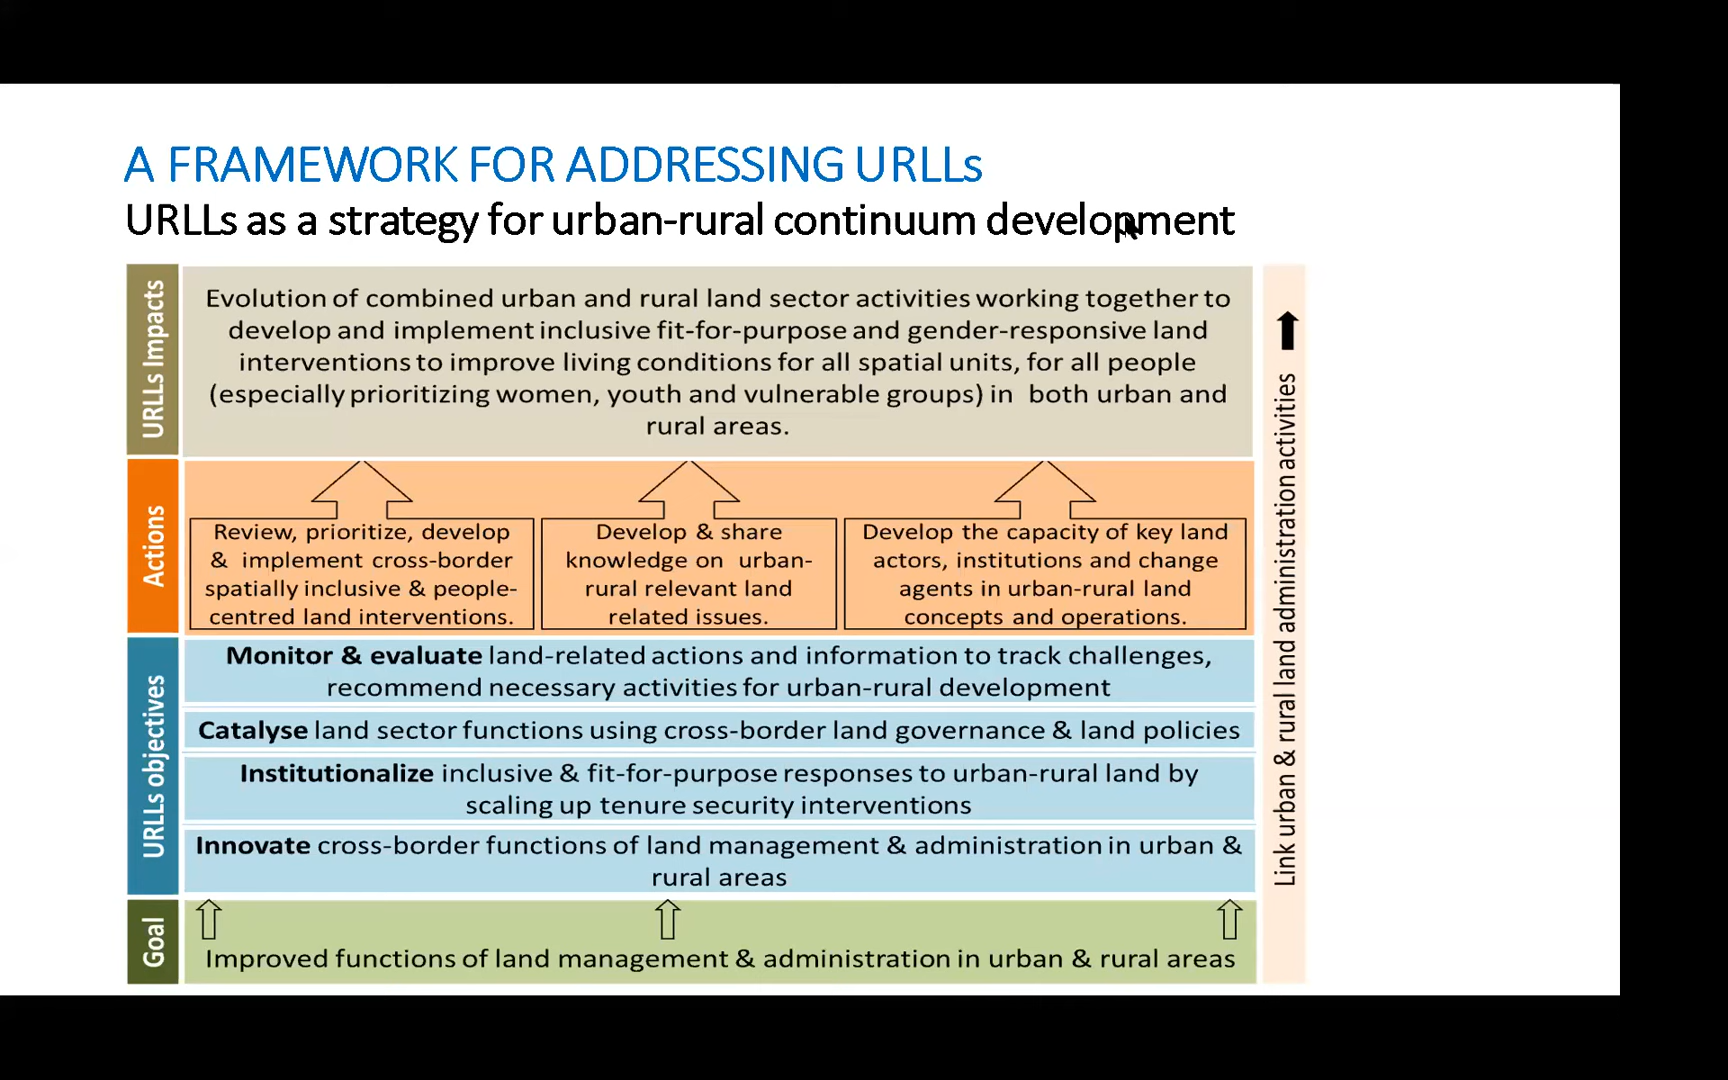 A FRAMEWORK FOR ADDRESSING URLLs
URLLs as a strategy for urban-rural continuum development
URLLs Impacts
Evolution of combined urban and rural land sector activities working together to
develop and implement inclusive fit-for-purpose and gender-responsive land
interventions to improve living conditions for all spatial units, for all people
(especially prioritizing women, youth and vulnerable groups) in both urban and
rural areas.
Actions
Review, prioritize, develop
& implement cross-border
spatially inclusive & people-
centred land interventions.
Develop & share
knowledge on urban-
rural relevant land
related issues.
Develop the capacity of key land
actors, institutions and change
agents in urban-rural land
concepts and operations.
URLLs objectives
Monitor & evaluate land-related actions and information to track challenges,
recommend necessary activities for urban-rural development
Catalyse land sector functions using cross-border land governance & land policies
Institutionalize inclusive & fit-for-purpose responses to urban-rural land by
scaling up tenure security interventions
Innovate cross-border functions of land management & administration in urban &
rural areas
Goal
Improved functions of land management & administration in urban & rural areas
Link urban & rural land administration activities